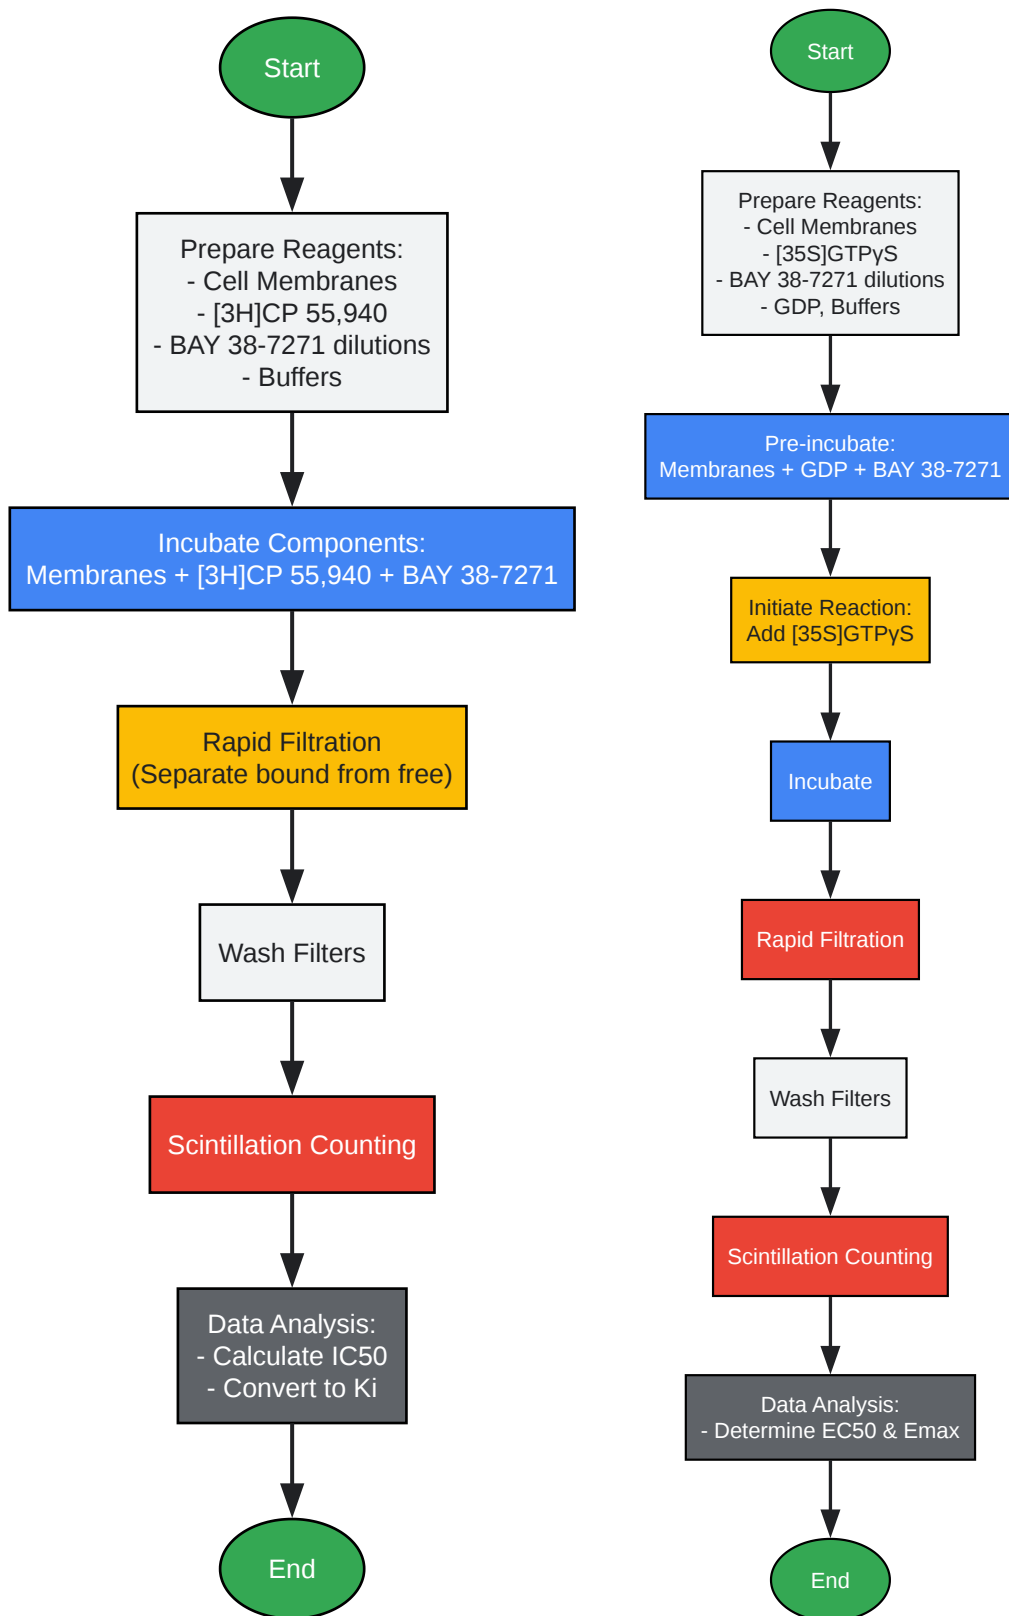 Start
Prepare Reagents:
- Cell Membranes
- [3H]CP 55,940
- BAY 38-7271 dilutions
- Buffers
Incubate Components:
Membranes + [3H]CP 55,940 + BAY 38-7271
Rapid Filtration
(Separate bound from free)
Wash Filters
Scintillation Counting
Data Analysis:
- Calculate IC50
- Convert to Ki
End
Start
Prepare Reagents:
- Cell Membranes
- [35S]GTPγS
- BAY 38-7271 dilutions
- GDP, Buffers
Pre-incubate:
Membranes + GDP + BAY 38-7271
Initiate Reaction:
Add [35S]GTPγS
Incubate
Rapid Filtration
Wash Filters
Scintillation Counting
Data Analysis:
- Determine EC50 & Emax
End